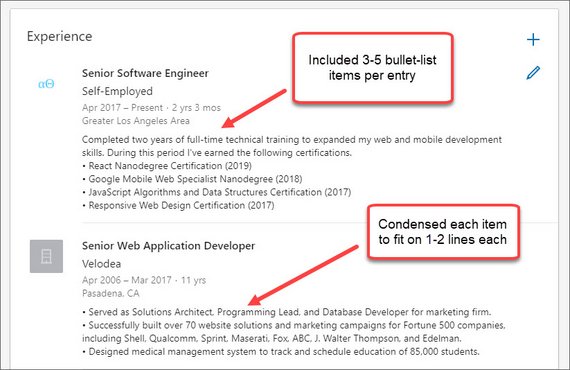 Experience
Included 3-5 bullet-list
items per entry
αΘ
Senior Software Engineer
Self-Employed
Apr 2017 – Present · 2 yrs 3 mos
Greater Los Angeles Area
Completed two years of full-time technical training to expanded my web and mobile development
skills. During this period I've earned the following certifications.
• React Nanodegree Certification (2019)
• Google Mobile Web Specialist Nanodegree (2018)
• JavaScript Algorithms and Data Structures Certification (2017)
• Responsive Web Design Certification (2017)
Condensed each item
to fit on 1-2 lines each
Senior Web Application Developer
Velodea
Apr 2006 – Mar 2017 · 11 yrs
Pasadena, CA
• Served as Solutions Architect, Programming Lead, and Database Developer for marketing firm.
• Successfully built over 70 website solutions and marketing campaigns for Fortune 500 companies,
including Shell, Qualcomm, Sprint, Maserati, Fox, ABC, J. Walter Thompson, and Edelman.
• Designed medical management system to track and schedule education of 85,000 students.